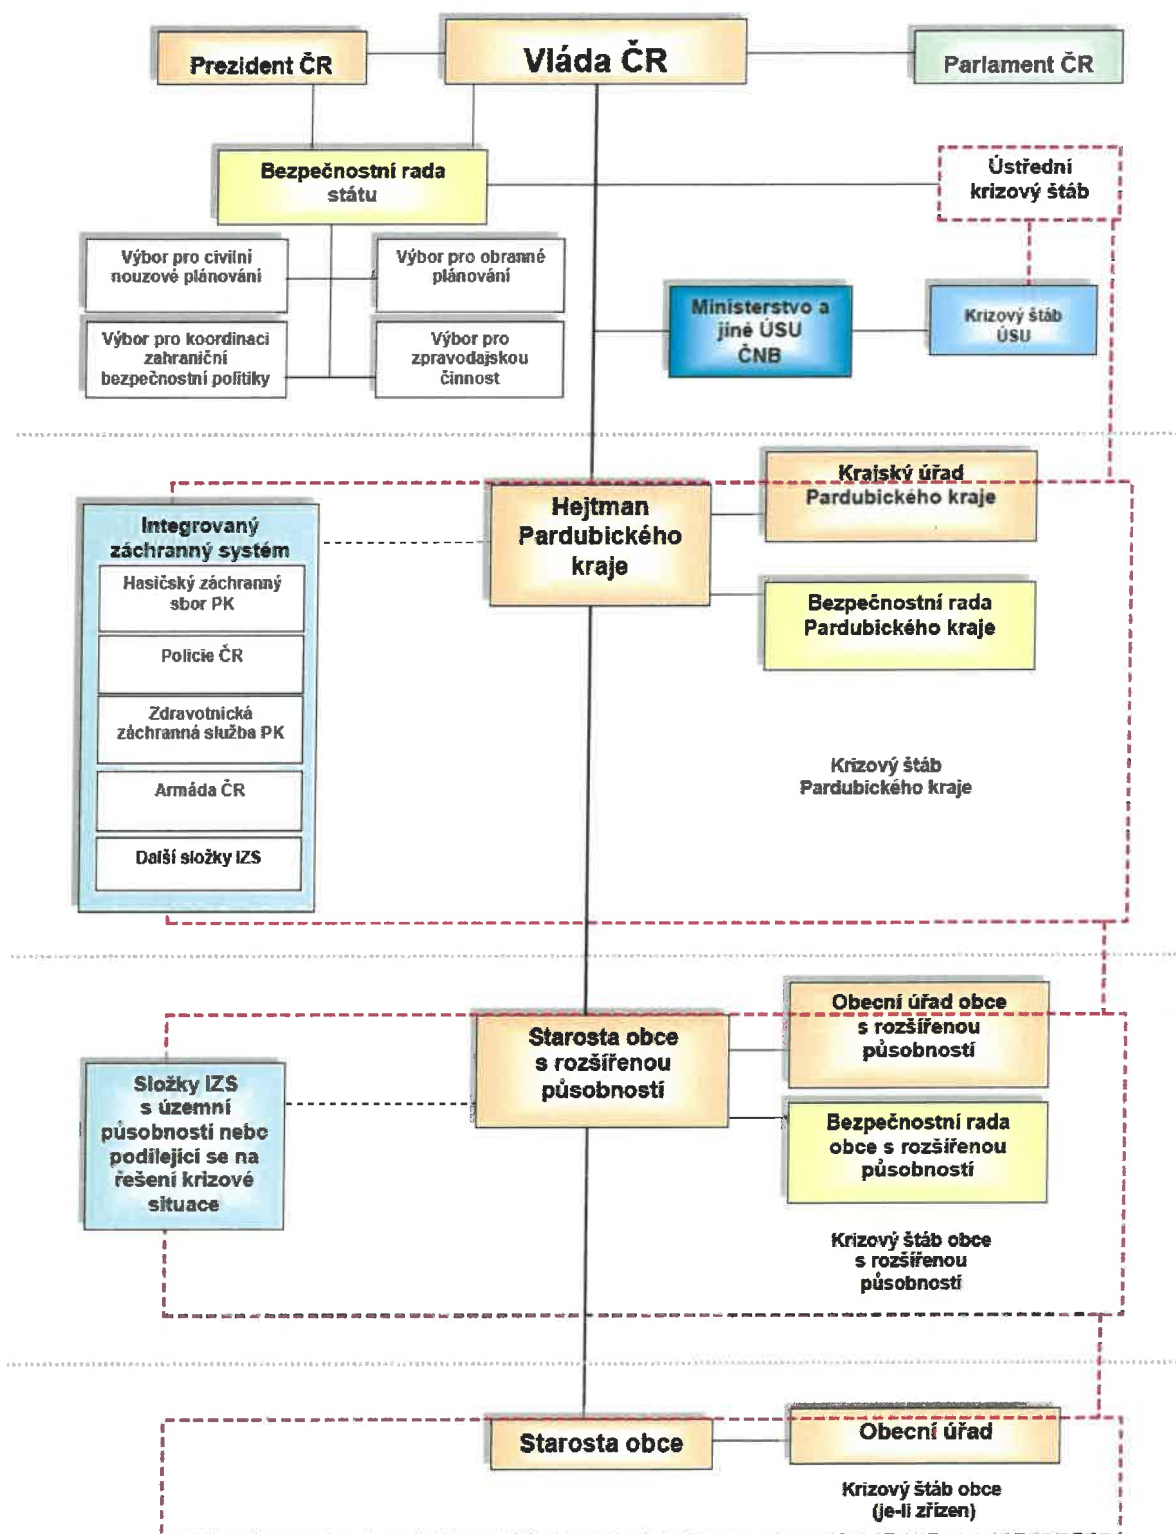 Prezident ČR
Vláda ČR
Parlament ČR
Bezpečnostní rada
státu
Ústřední
krizový štáb
Výbor pro civilní
nouzové plánování
Výbor pro obranné
plánování
Výbor pro koordinaci
zahraniční
bezpečnostní politiky
Výbor pro
zpravodajskou
činnost
Ministerstvo a
jiné ÚSU
ČNB
Krizový štáb
ÚSU
Hejtman
Pardubického
kraje
Krajský úřad
Pardubického kraje
Bezpečnostní rada
Pardubického kraje
Integrovaný
záchranný systém
Hasičský záchranný
sbor PK
Policie ČR
Zdravotnická
záchranná služba PK
Armáda ČR
Další složky IZS
Krizový štáb
Pardubického kraje
Starosta obce
s rozšířenou
působností
Obecní úřad obce
s rozšířenou
působností
Bezpečnostní rada
obce s rozšířenou
působností
Složky IZS
s územní
působností nebo
podílející se na
řešení krizové
situace
Krizový štáb obce
s rozšířenou
působností
Starosta obce
Obecní úřad
Krizový štáb obce
(je-li zřízen)